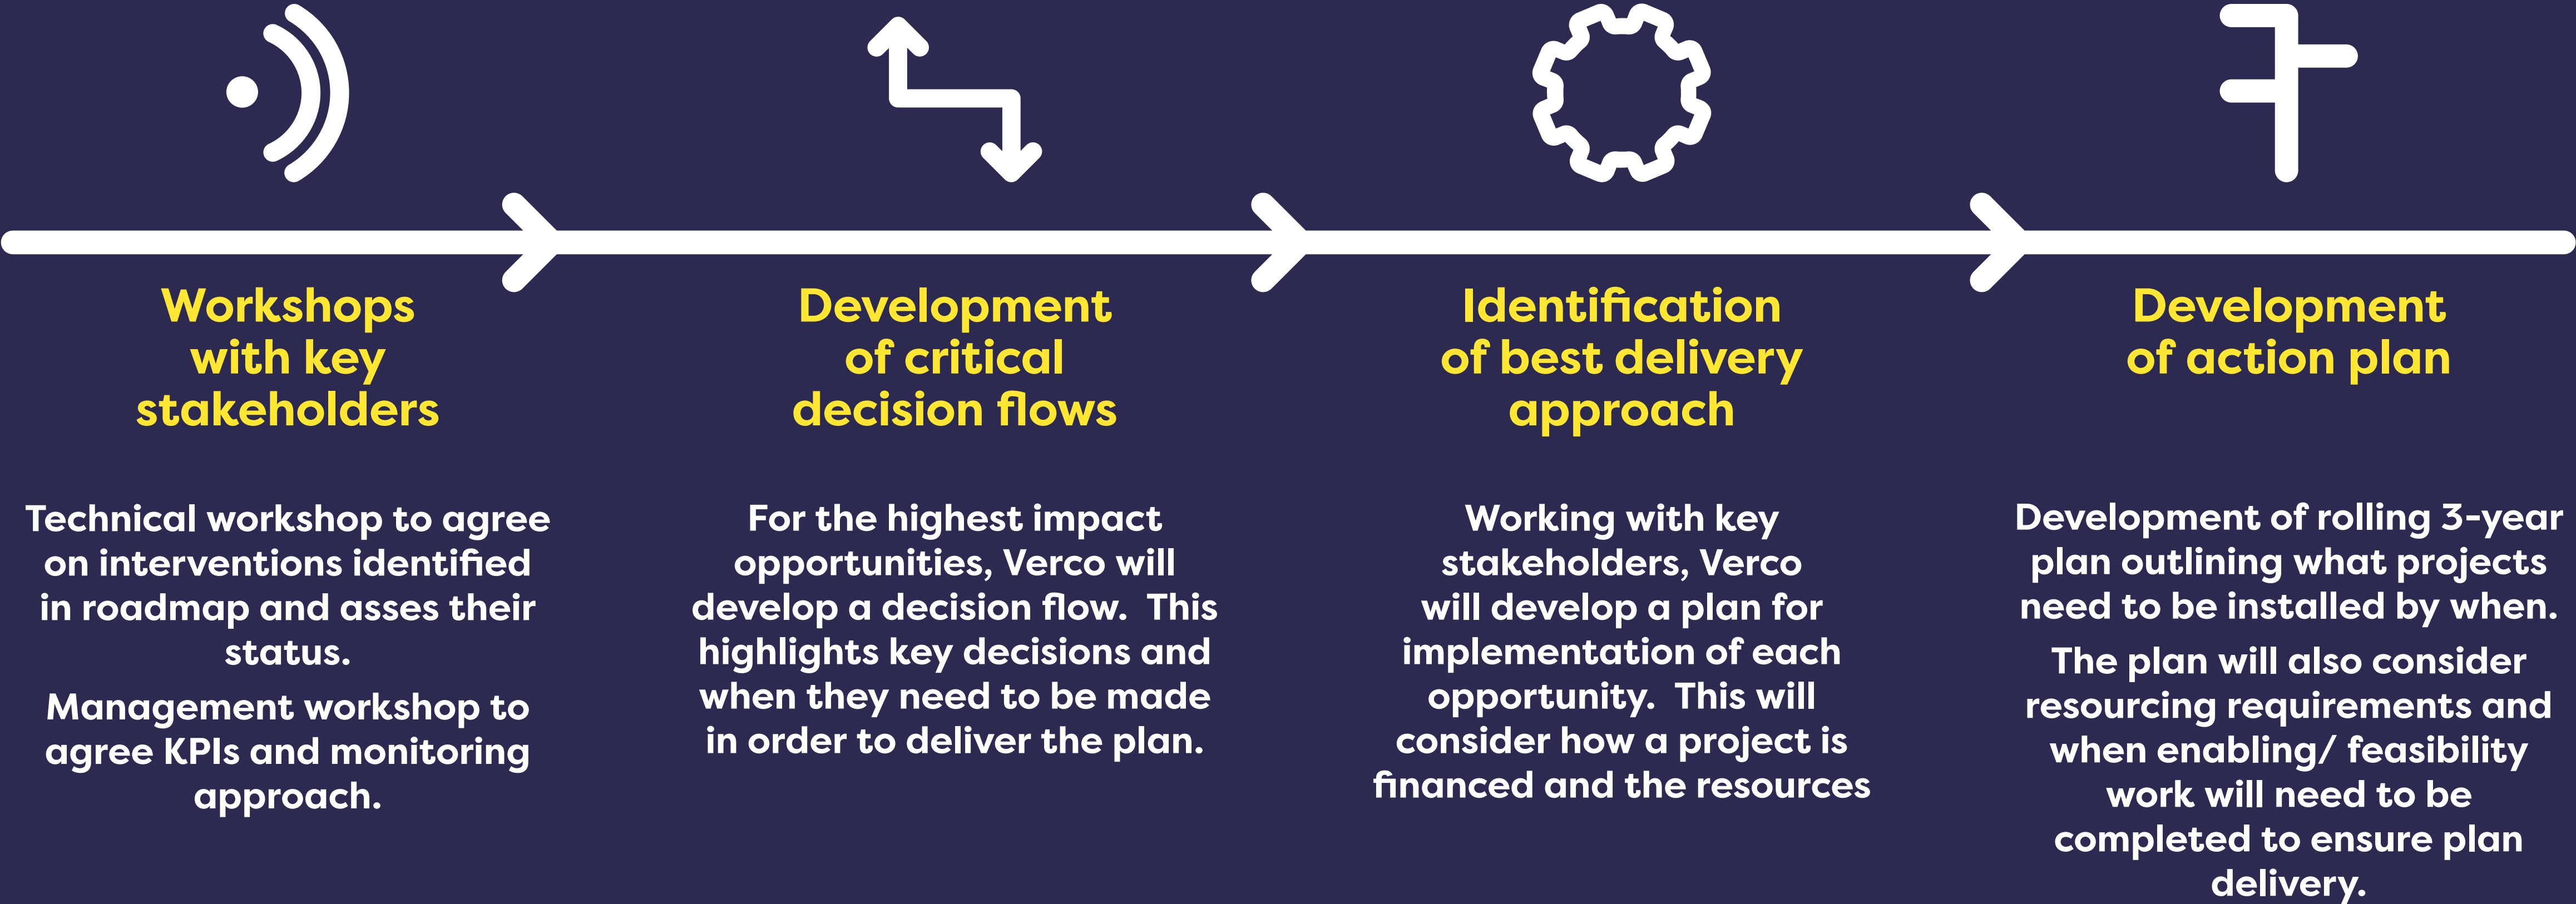 Workshops
with key
stakeholders
Technical workshop to agree
on interventions identified
in roadmap and asses their
status.
Management workshop to
agree KPIs and monitoring
approach.
Development
of critical
decision flows
For the highest impact
opportunities, Verco will
develop a decision flow.  This
highlights key decisions and
when they need to be made
in order to deliver the plan.
Identification
of best delivery
approach
Working with key
stakeholders, Verco
will develop a plan for
implementation of each
opportunity.  This will
consider how a project is
financed and the resources
Development
of action plan
Development of rolling 3-year
plan outlining what projects
need to be installed by when.
The plan will also consider
resourcing requirements and
when enabling/ feasibility
work will need to be
completed to ensure plan
delivery.